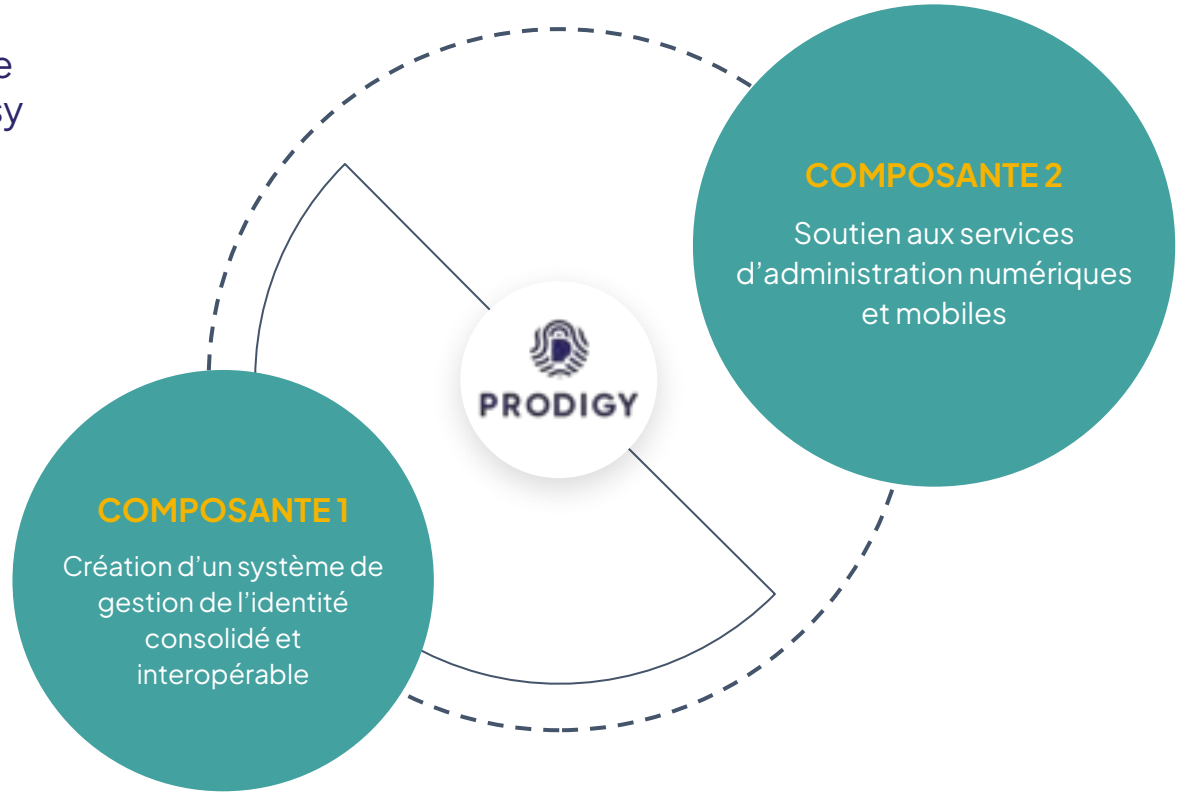 e
sy
COMPOSANTE 2
Soutien aux services
d’administration numériques
et mobiles
PRODIGY
COMPOSANTE 1
Création d’un système de
gestion de l’identité
consolidé et
interopérable